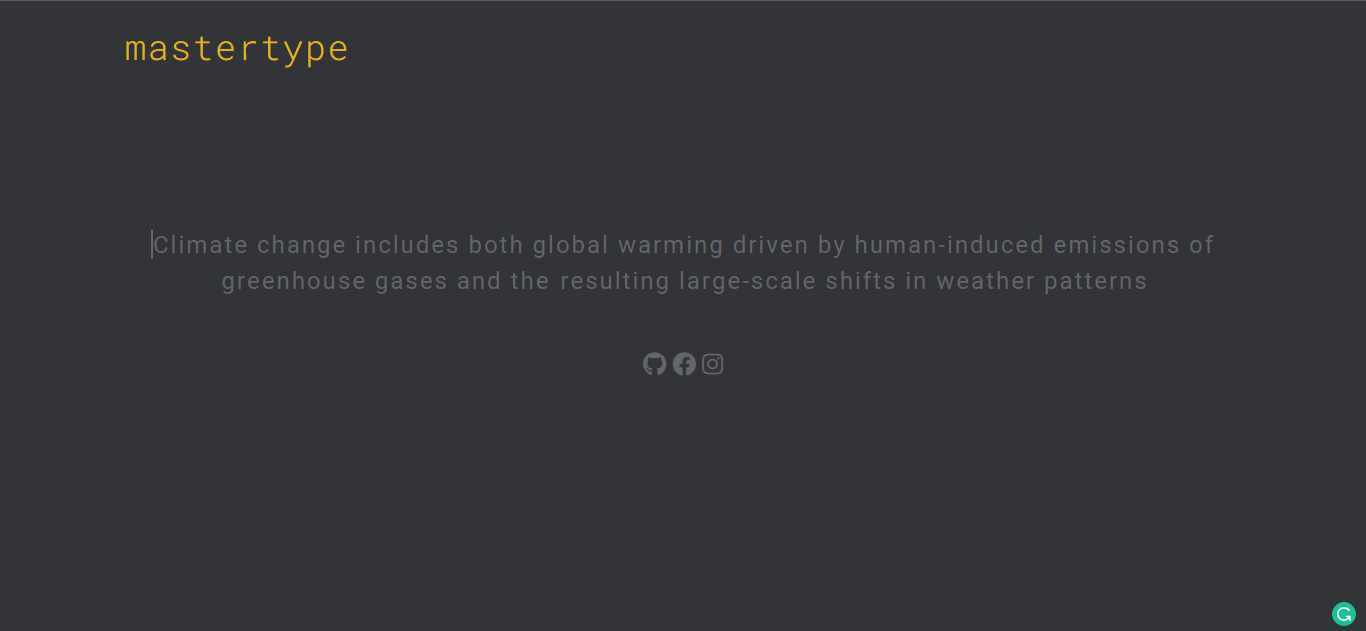 mastertype
Climate change includes both global warming driven by human-induced emissions of
greenhouse gases and the resulting large-scale shifts in weather patterns